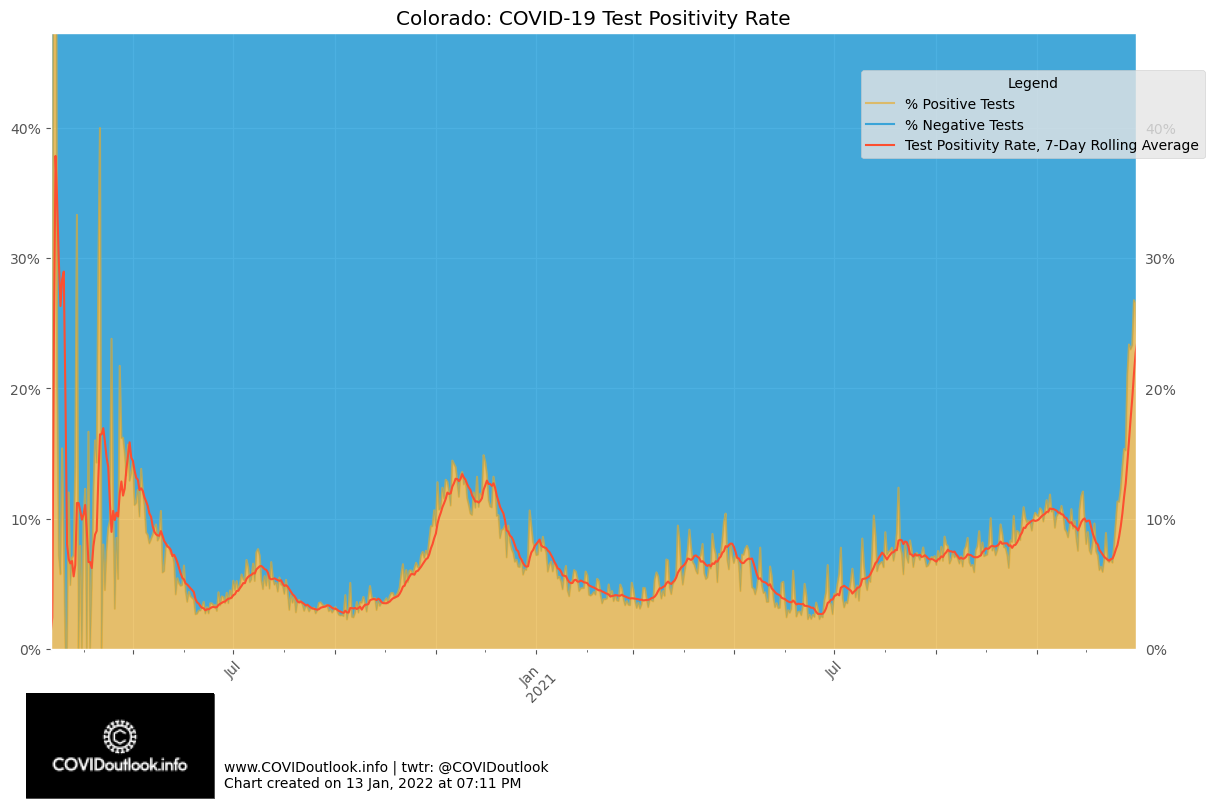 Colorado: COVID-19 Test Positivity Rate
Legend
% Positive Tests
% Negative Tests
Test Positivity Rate, 7-Day Rolling Average
40%
40%
30%
30%
20%
20%
10%
10%
0%
0%
Jul
Jan
2021
Jul
COVIDoutlook.info
www.COVIDoutlook.info | twtr: @COVIDoutlook
Chart created on 13 Jan, 2022 at 07:11 PM